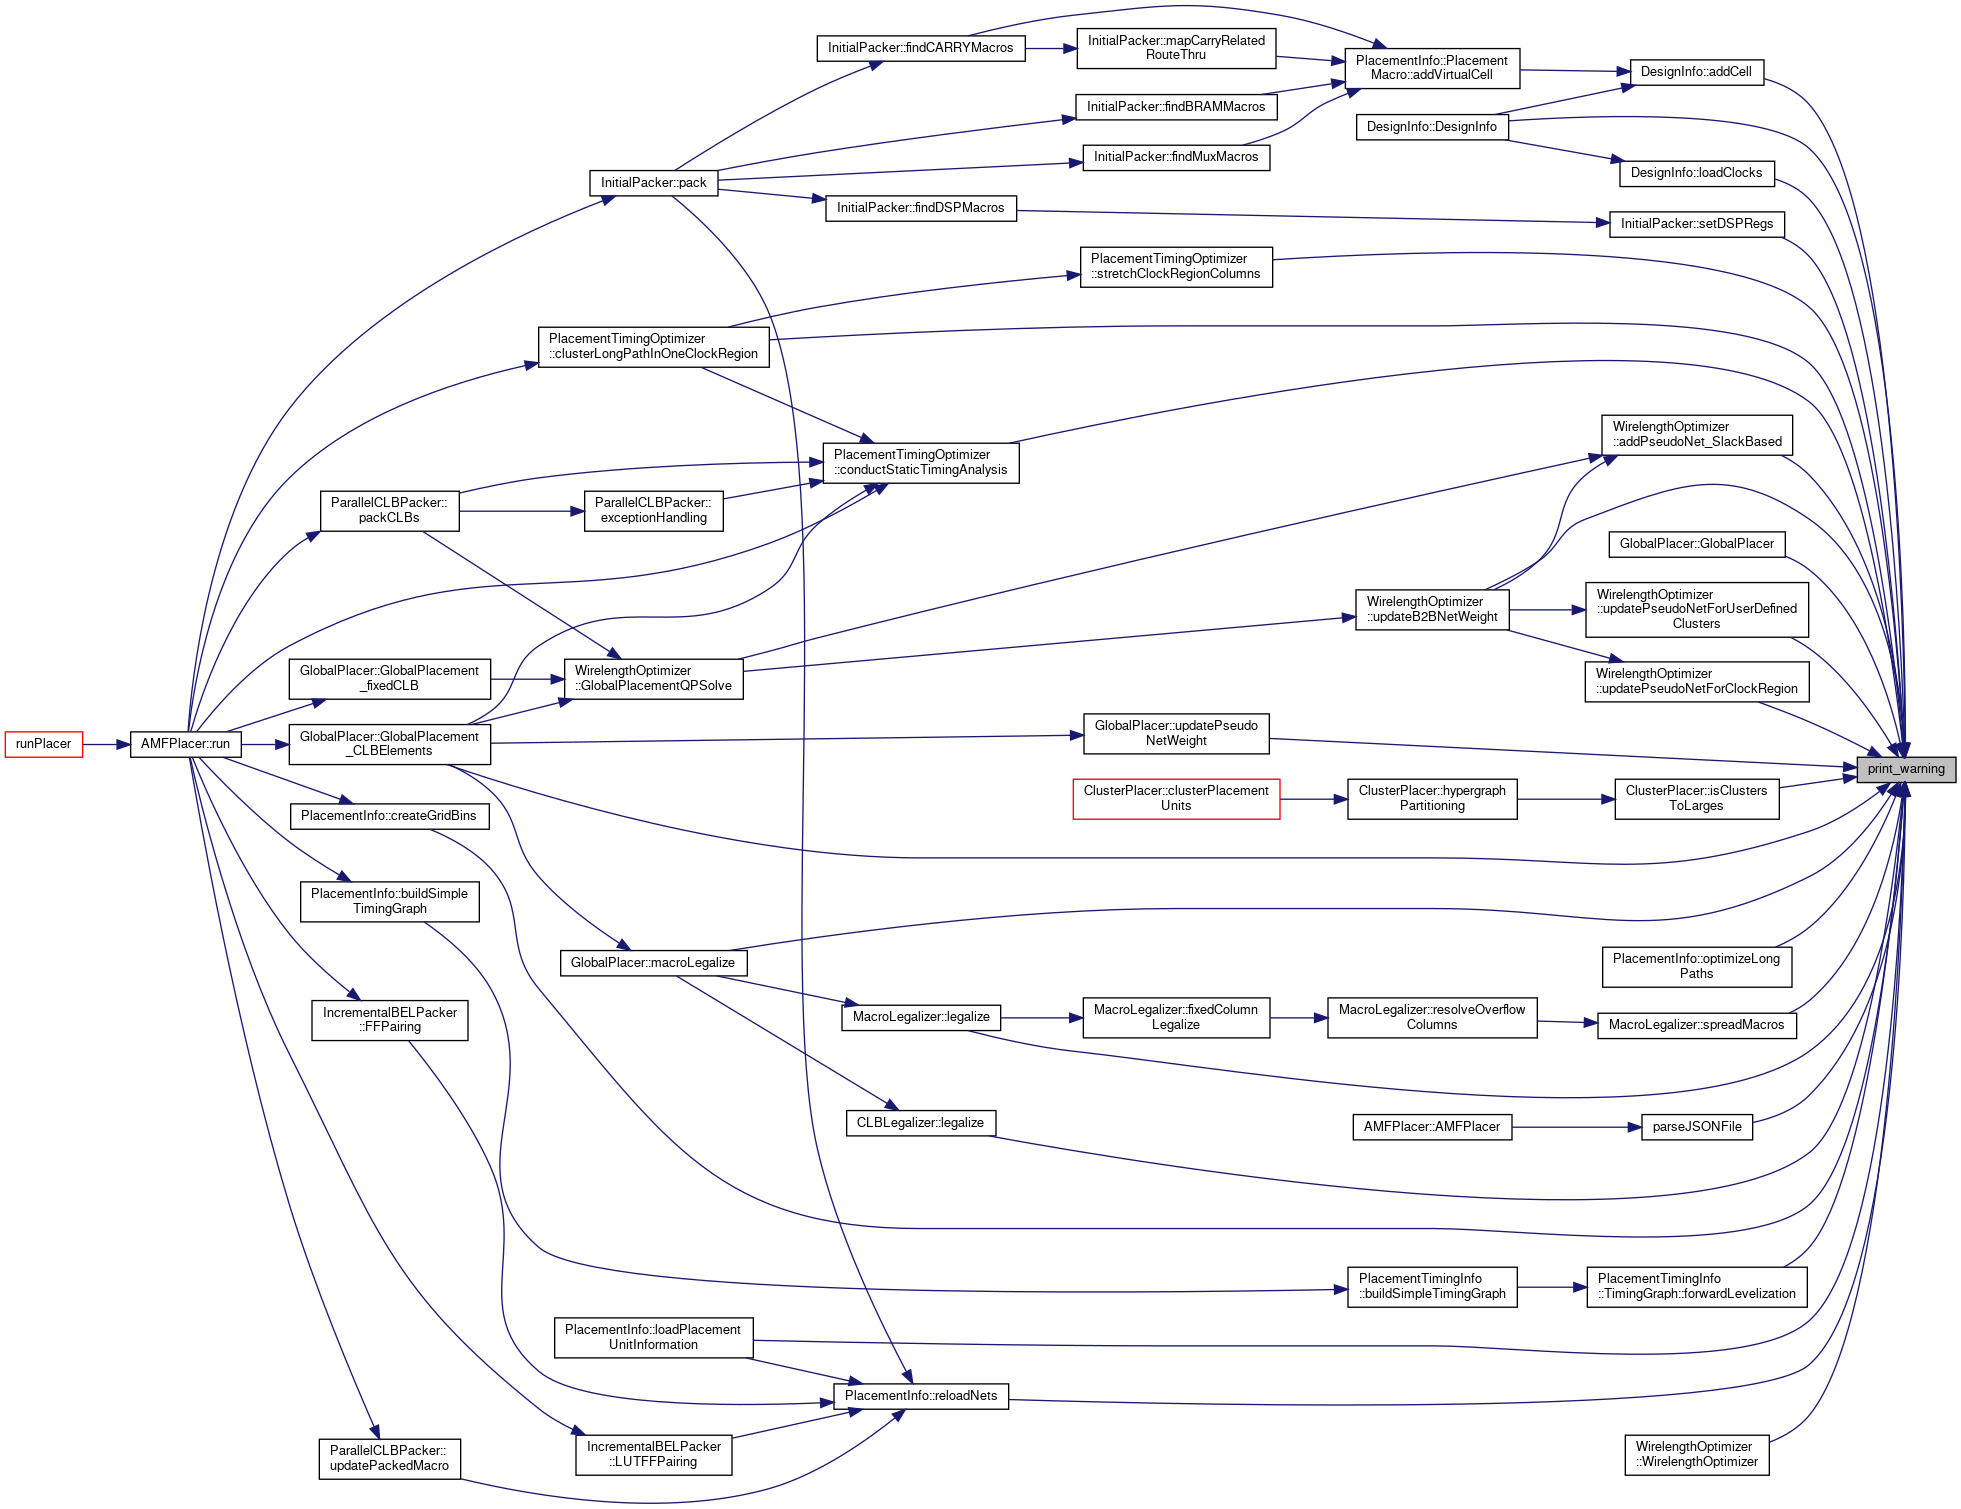 InitialPacker::findCARRYMacros
InitialPacker::mapCarryRelated
RouteThru
PlacementInfo::Placement
Macro::addVirtualCell
DesignInfo::addCell
InitialPacker::findBRAMMacros
DesignInfo::DesignInfo
InitialPacker::findMuxMacros
DesignInfo::loadClocks
InitialPacker::pack
InitialPacker::findDSPMacros
InitialPacker::setDSPRegs
PlacementTimingOptimizer
::stretchClockRegionColumns
PlacementTimingOptimizer
::clusterLongPathInOneClockRegion
PlacementTimingOptimizer
::conductStaticTimingAnalysis
WirelengthOptimizer
::addPseudoNet_SlackBased
ParallelCLBPacker::
packCLBs
ParallelCLBPacker::
exceptionHandling
GlobalPlacer::GlobalPlacer
WirelengthOptimizer
::updateB2BNetWeight
WirelengthOptimizer
::updatePseudoNetForUserDefined
Clusters
GlobalPlacer::GlobalPlacement
_fixedCLB
WirelengthOptimizer
::GlobalPlacementQPSolve
WirelengthOptimizer
::updatePseudoNetForClockRegion
runPlacer
AMFPlacer::run
GlobalPlacer::GlobalPlacement
_CLBElements
GlobalPlacer::updatePseudo
NetWeight
print_warning
PlacementInfo::createGridBins
ClusterPlacer::clusterPlacement
Units
ClusterPlacer::hypergraph
Partitioning
ClusterPlacer::isClusters
ToLarges
PlacementInfo::buildSimple
TimingGraph
GlobalPlacer::macroLegalize
PlacementInfo::optimizeLong
Paths
IncrementalBELPacker
::FFPairing
MacroLegalizer::legalize
MacroLegalizer::fixedColumn
Legalize
MacroLegalizer::resolveOverflow
Columns
MacroLegalizer::spreadMacros
CLBLegalizer::legalize
AMFPlacer::AMFPlacer
parseJSONFile
PlacementTimingInfo
::buildSimpleTimingGraph
PlacementTimingInfo
::TimingGraph::forwardLevelization
PlacementInfo::loadPlacement
UnitInformation
PlacementInfo::reloadNets
ParallelCLBPacker::
updatePackedMacro
IncrementalBELPacker
::LUTFFPairing
WirelengthOptimizer
::WirelengthOptimizer